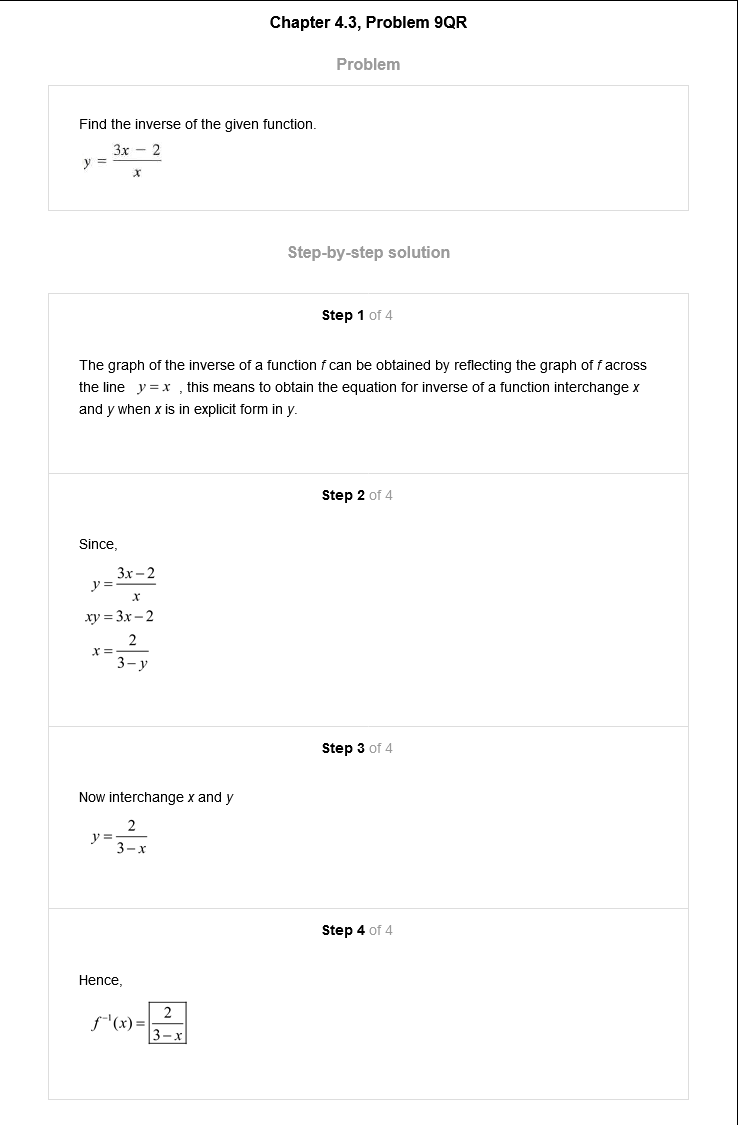 Chapter 4.3, Problem 9QR
Problem
Find the inverse of the given function.
y = \frac{3x - 2}{x}
Step-by-step solution
Step 1 of 4
The graph of the inverse of a function f can be obtained by reflecting the graph of f across
the line y = x , this means to obtain the equation for inverse of a function interchange x
and y when x is in explicit form in y.
Step 2 of 4
Since,
y = \frac{3x-2}{x}
xy = 3x-2
x = \frac{2}{3-y}
Step 3 of 4
Now interchange x and y
y = \frac{2}{3-x}
Step 4 of 4
Hence,
f^{-1}(x) = \frac{2}{3-x}